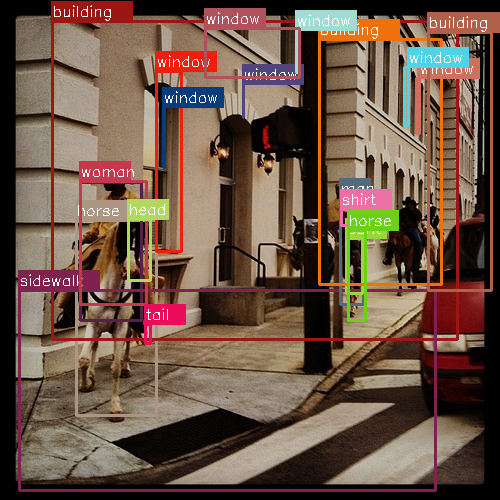 building
window
window
building
building
window
window
window
window
window
woman
man
shirt
horse
head
horse
sidewalk
tail